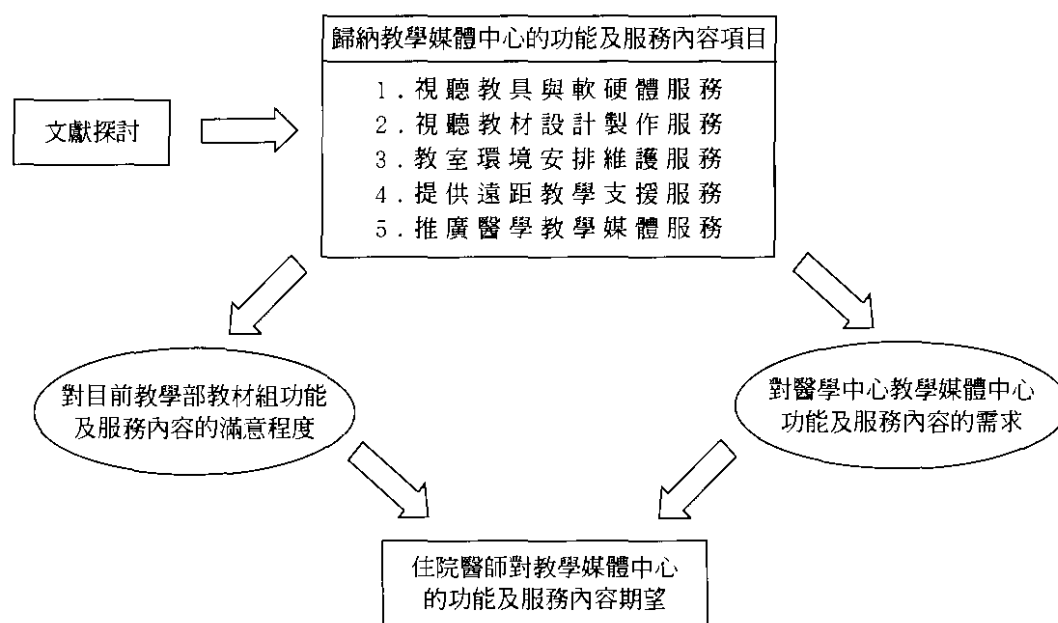 歸納教學媒體中心的功能及服務內容項目
1.視聽教具與軟硬體服務
2.視聽教材設計製作服務
3.教室環境安排維護服務
4.提供遠距教學支援服務
5.推廣醫學教學媒體服務
文獻探討
對目前教學部教材組功能
及服務內容的滿意程度
對醫學中心教學媒體中心
功能及服務內容的需求
住院醫師對教學媒體中心
的功能及服務內容期望